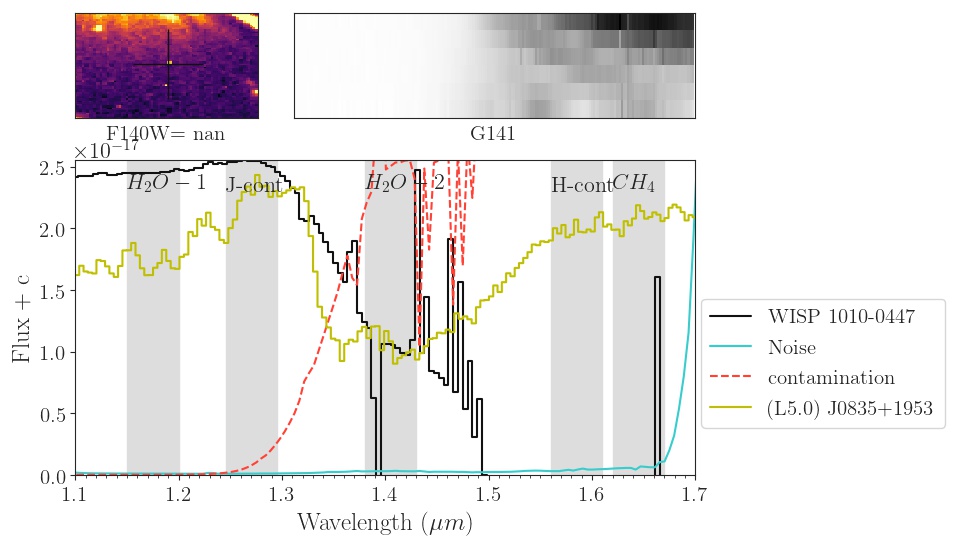 F140W= nan
G141
×10−17
H2O − 1
J-cont
H2O − 2
H-cont
CH4
2.5
2.0
1.5
1.0
0.5
0.0
Flux + c
1.1
1.2
1.3
1.4
1.5
1.6
1.7
Wavelength (μm)
WISP 1010-0447
Noise
contamination
(L5.0) J0835+1953